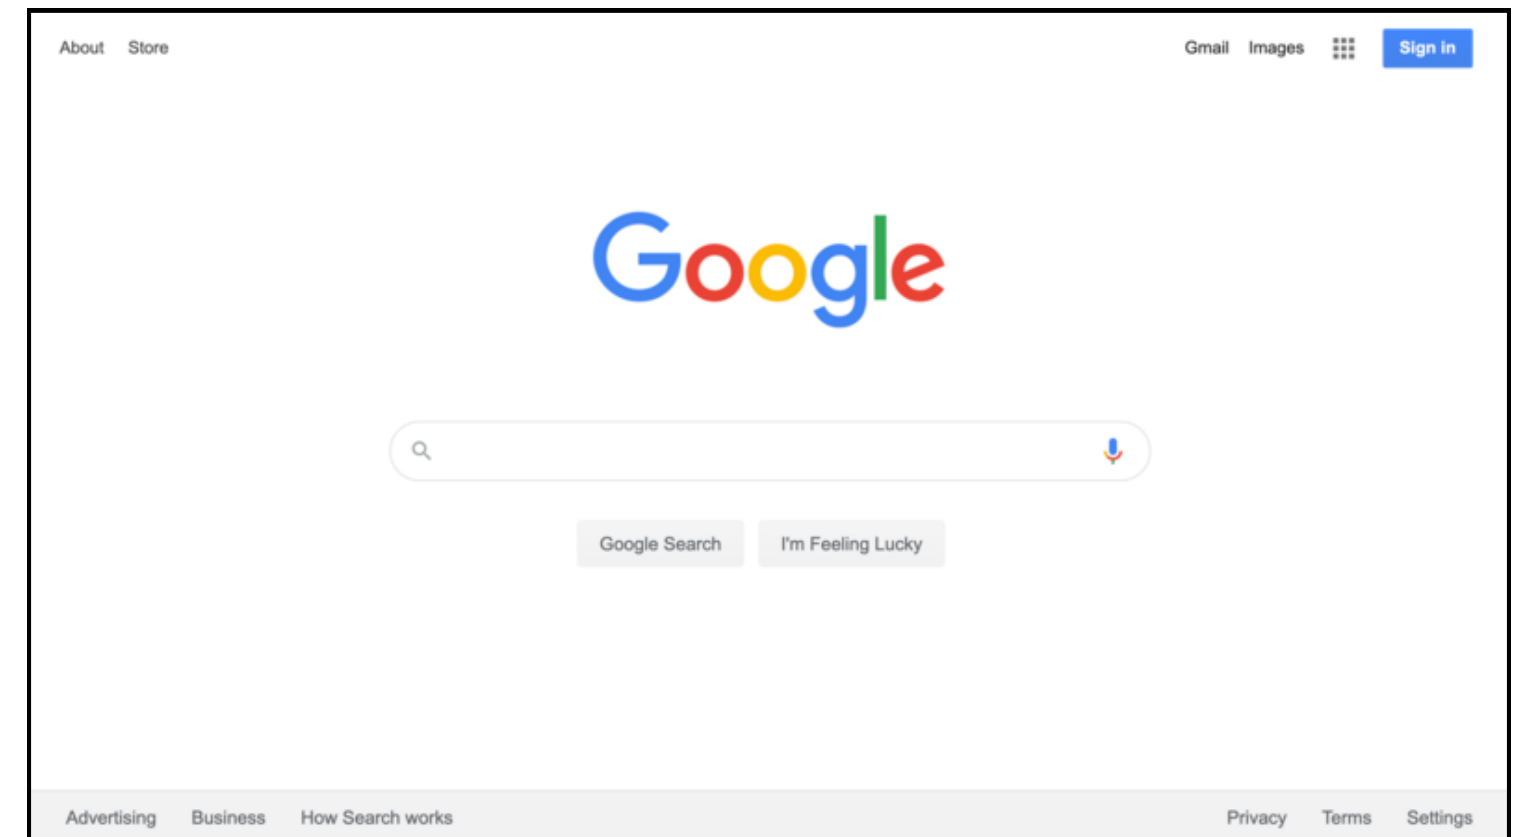 About Store Gmail Images Sign in
Google
Google Search I'm Feeling Lucky
Advertising Business How Search works Privacy Terms Settings